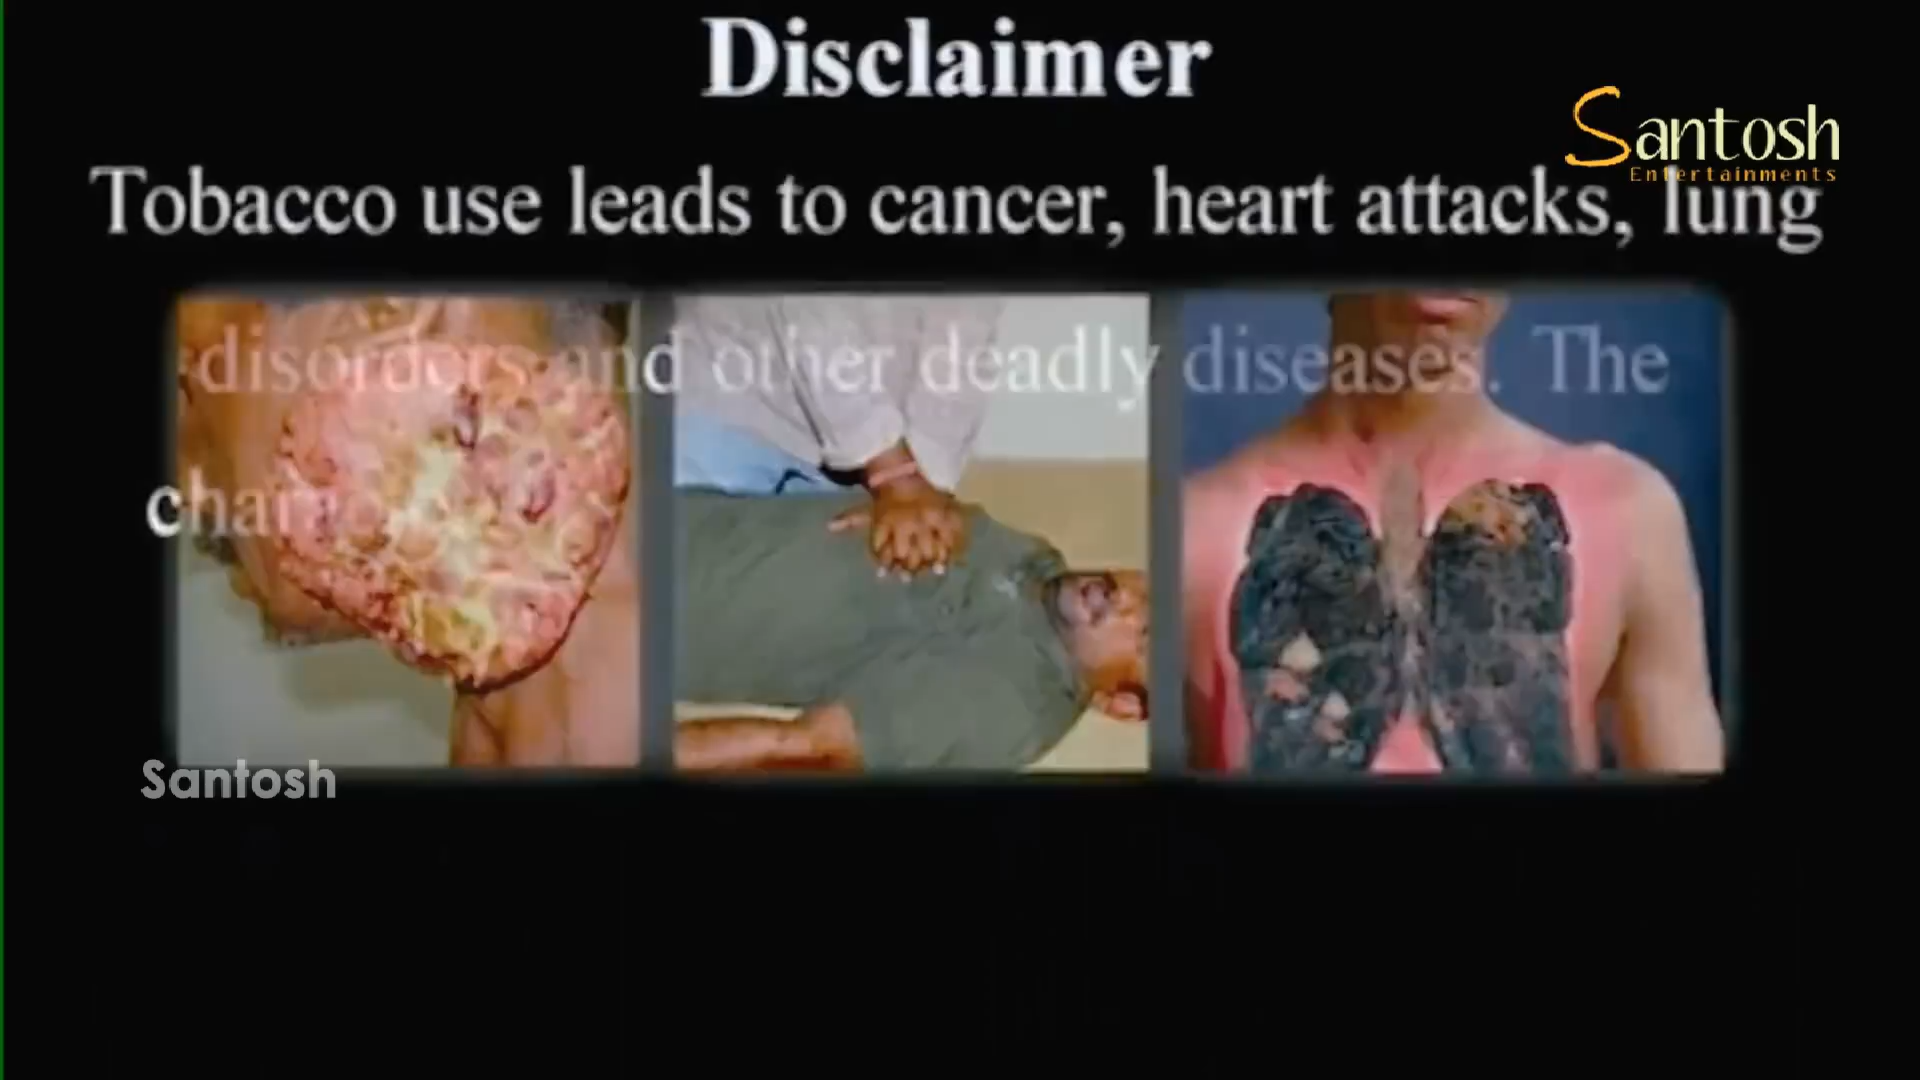 Disclaimer
Santosh
Entertainments
Tobacco use leads to cancer, heart attacks, lung
disorders and other deadly diseases. The
Santosh